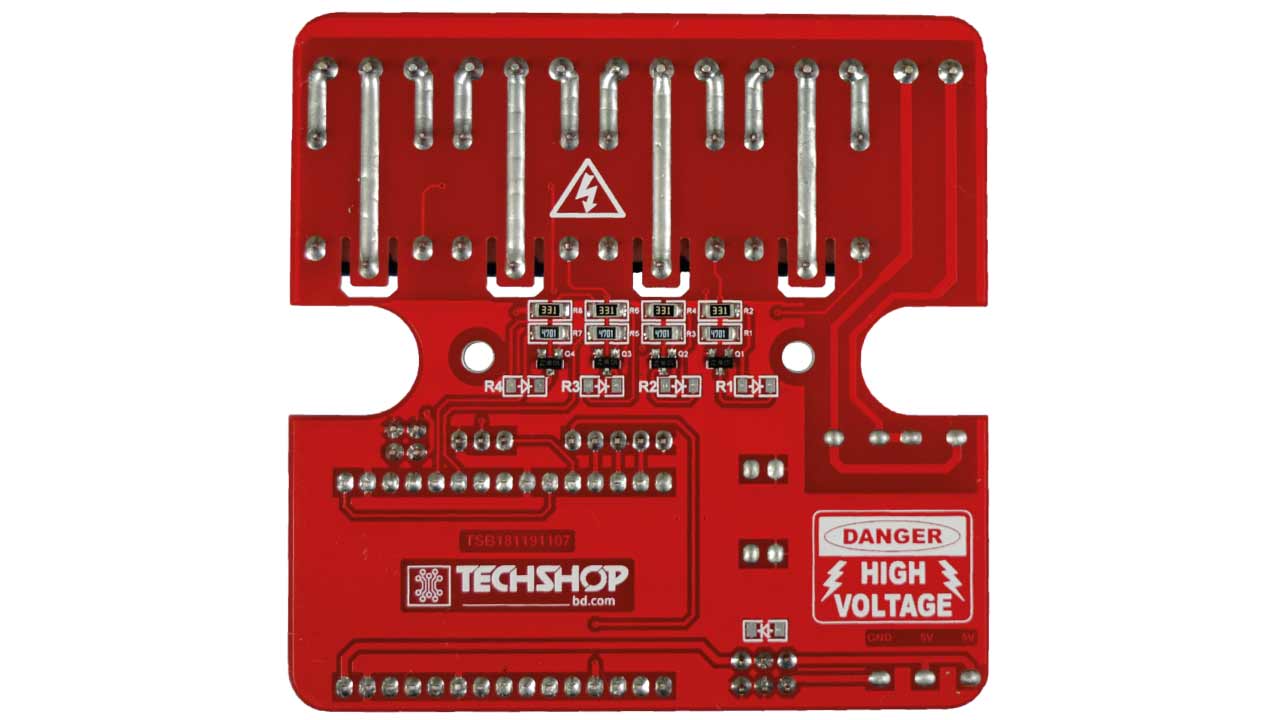 331 R8 331 R6 331 R4 331 R2
4701 R7 4701 R5 4701 R3 4701 R1
Q4 Q3 Q2 Q1
R4 R3 R2 R1
TSB181191107
DANGER
HIGH
VOLTAGE
TECHSHOP
bd.com
GND 5V 5V